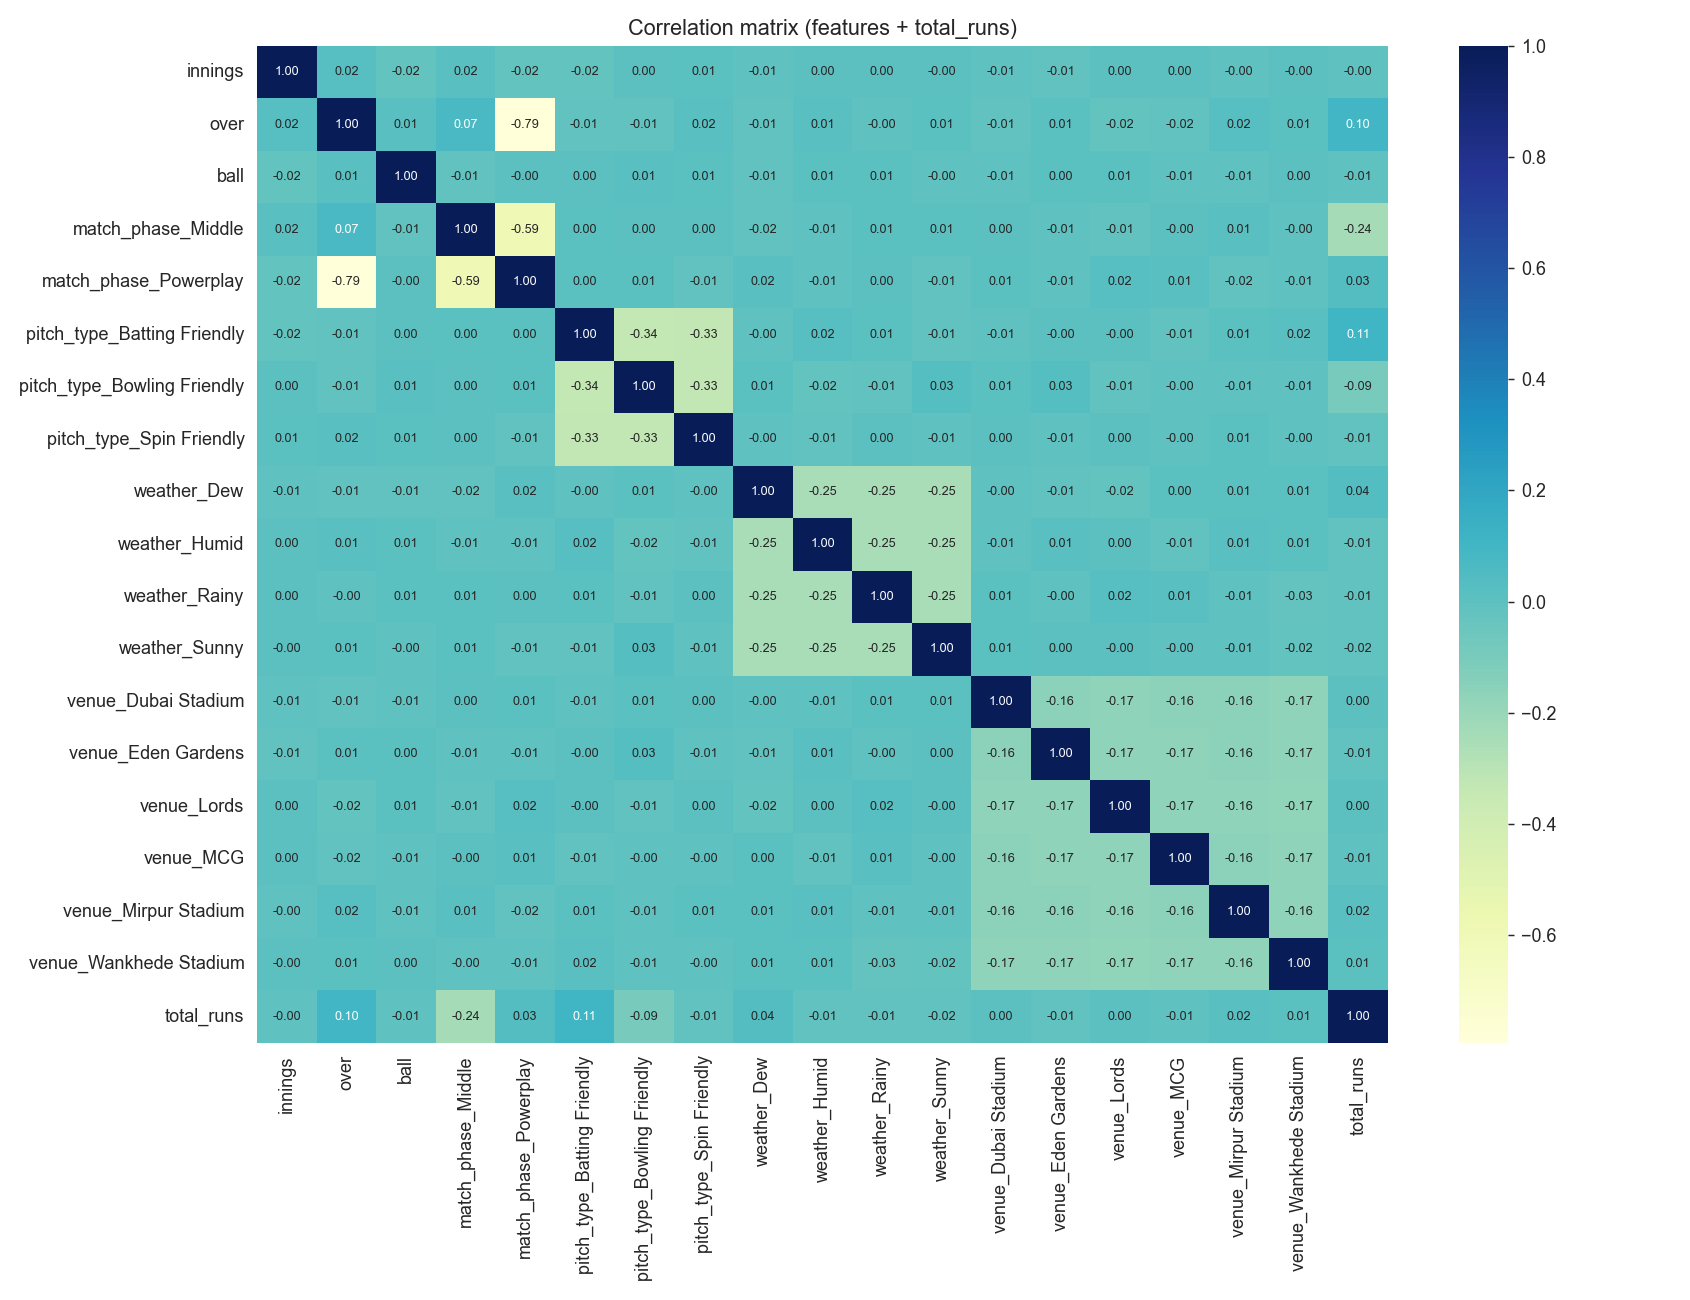 Correlation matrix (features + total_runs)
innings 1.00 0.02 -0.02 0.02 -0.02 -0.02 0.00 0.01 -0.01 0.00 0.00 -0.00 -0.01 -0.01 0.00 0.00 -0.00 -0.00 -0.00
over 0.02 1.00 0.01 0.07 -0.79 -0.01 -0.01 0.02 -0.01 0.01 -0.00 0.01 -0.01 0.01 -0.02 -0.02 0.02 0.01 0.10
ball -0.02 0.01 1.00 -0.01 -0.00 0.00 0.01 0.01 -0.01 0.01 0.01 -0.00 -0.01 0.00 0.01 -0.01 -0.01 0.00 -0.01
match_phase_Middle 0.02 0.07 -0.01 1.00 -0.59 0.00 0.00 0.00 -0.02 -0.01 0.01 0.01 0.00 -0.01 -0.01 -0.00 0.01 -0.00 -0.24
match_phase_Powerplay -0.02 -0.79 -0.00 -0.59 1.00 0.00 0.01 -0.01 0.02 -0.01 0.00 -0.01 0.01 -0.01 0.02 0.01 -0.02 -0.01 0.03
pitch_type_Batting Friendly -0.02 -0.01 0.00 0.00 0.00 1.00 -0.34 -0.33 -0.00 0.02 0.01 -0.01 -0.01 -0.00 -0.00 -0.01 0.01 0.02 0.11
pitch_type_Bowling Friendly 0.00 -0.01 0.01 0.00 0.01 -0.34 1.00 -0.33 0.01 -0.02 -0.01 0.03 0.01 0.03 -0.01 -0.00 -0.01 -0.01 -0.09
pitch_type_Spin Friendly 0.01 0.02 0.01 0.00 -0.01 -0.33 -0.33 1.00 -0.00 -0.01 0.00 -0.01 0.00 -0.01 0.00 -0.00 0.01 -0.00 -0.01
weather_Dew -0.01 -0.01 -0.01 -0.02 0.02 -0.00 0.01 -0.00 1.00 -0.25 -0.25 -0.25 -0.00 -0.01 -0.02 0.00 0.01 0.01 0.04
weather_Humid 0.00 0.01 0.01 -0.01 -0.01 0.02 -0.02 -0.01 -0.25 1.00 -0.25 -0.25 -0.01 0.01 0.00 -0.01 0.01 0.01 -0.01
weather_Rainy 0.00 -0.00 0.01 0.01 0.00 0.01 -0.01 0.00 -0.25 -0.25 1.00 -0.25 0.01 -0.00 0.02 0.01 -0.01 -0.03 -0.01
weather_Sunny -0.00 0.01 -0.00 0.01 -0.01 -0.01 0.03 -0.01 -0.25 -0.25 -0.25 1.00 0.01 0.00 -0.00 -0.00 -0.01 -0.02 -0.02
venue_Dubai Stadium -0.01 -0.01 -0.01 0.00 0.01 -0.01 0.01 0.00 -0.00 -0.01 0.01 0.01 1.00 -0.16 -0.17 -0.16 -0.16 -0.17 0.00
venue_Eden Gardens -0.01 0.01 0.00 -0.01 -0.01 -0.00 0.03 -0.01 -0.01 0.01 -0.00 0.00 -0.16 1.00 -0.17 -0.17 -0.16 -0.17 -0.01
venue_Lords 0.00 -0.02 0.01 -0.01 0.02 -0.00 -0.01 0.00 -0.02 0.00 0.02 -0.00 -0.17 -0.17 1.00 -0.17 -0.16 -0.17 0.00
venue_MCG 0.00 -0.02 -0.01 -0.00 0.01 -0.01 -0.00 -0.00 0.00 -0.01 0.01 -0.00 -0.16 -0.17 -0.17 1.00 -0.16 -0.17 -0.01
venue_Mirpur Stadium -0.00 0.02 -0.01 0.01 -0.02 0.01 -0.01 0.01 0.01 0.01 -0.01 -0.01 -0.16 -0.16 -0.16 -0.16 1.00 -0.16 0.02
venue_Wankhede Stadium -0.00 0.01 0.00 -0.00 -0.01 0.02 -0.01 -0.00 0.01 0.01 -0.03 -0.02 -0.17 -0.17 -0.17 -0.17 -0.16 1.00 0.01
total_runs -0.00 0.10 -0.01 -0.24 0.03 0.11 -0.09 -0.01 0.04 -0.01 -0.01 -0.02 0.00 -0.01 0.00 -0.01 0.02 0.01 1.00
innings
over
ball
match_phase_Middle
match_phase_Powerplay
pitch_type_Batting Friendly
pitch_type_Bowling Friendly
pitch_type_Spin Friendly
weather_Dew
weather_Humid
weather_Rainy
weather_Sunny
venue_Dubai Stadium
venue_Eden Gardens
venue_Lords
venue_MCG
venue_Mirpur Stadium
venue_Wankhede Stadium
total_runs
1.0
0.8
0.6
0.4
0.2
0.0
−0.2
−0.4
−0.6